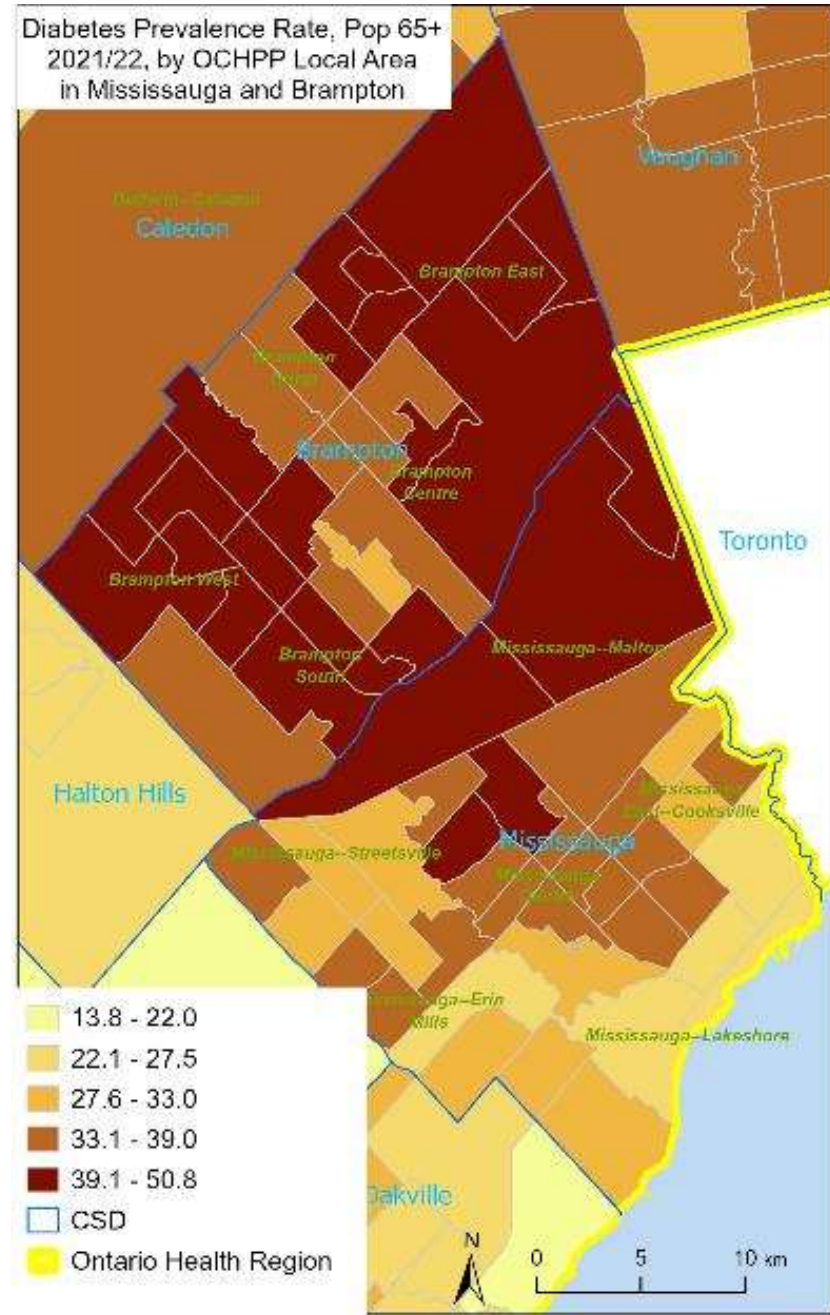 Diabetes Prevalence Rate, Pop 65+
2021/22, by OCHPP Local Area
in Mississauga and Brampton
Vaughan
Caledon
Brampton East
Brampton
Brampton
Brampton
Centre
Toronto
Brampton West
Brampton
South
Mississauga--Malton
Halton Hills
Mississauga
Mississauga--Streetsville
Mississauga--Lakeshore
Mills
Oakville
13.8 - 22.0
22.1 - 27.5
27.6 - 33.0
33.1 - 39.0
39.1 - 50.8
CSD
Ontario Health Region
N
0 5 10 km